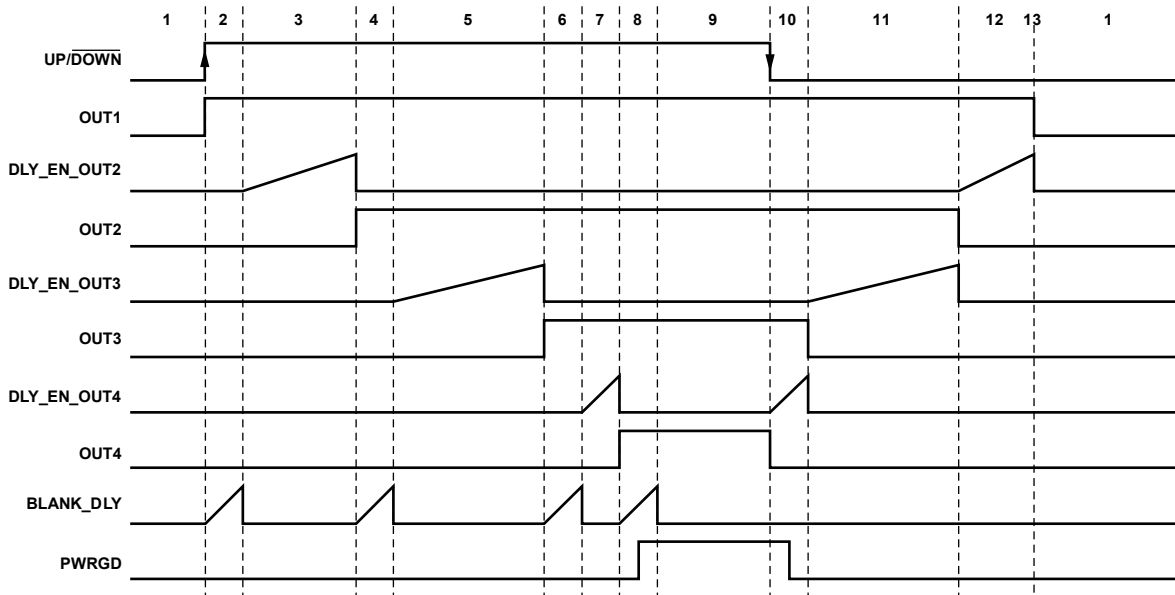 1 2 3 4 5 6 7 8 9 10 11 12 13 1
UP/DOWN
OUT1
DLY_EN_OUT2
OUT2
DLY_EN_OUT3
OUT3
DLY_EN_OUT4
OUT4
BLANK_DLY
PWRGD